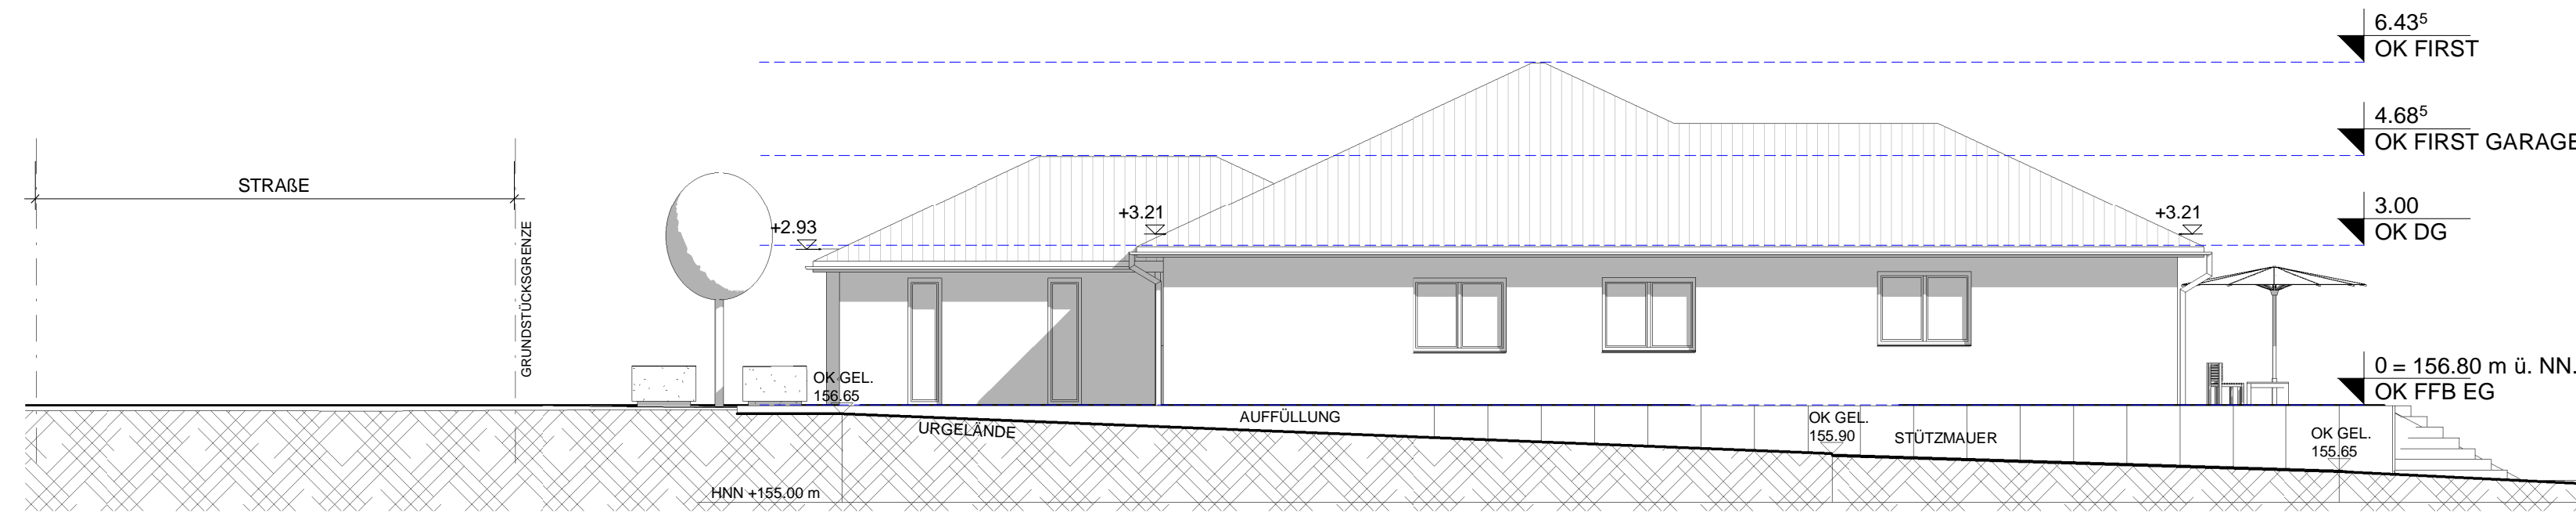 6.43⁵
OK FIRST
4.68⁵
OK FIRST GARAGE
STRAßE
GRUNDSTÜCKSGRENZE
+2.93
+3.21
+3.21
3.00
OK DG
0 = 156.80 m ü. NN.
OK FFB EG
OK GEL.
156.65
URGELÄNDE
AUFFÜLLUNG
OK GEL.
155.90
STÜTZMAUER
OK GEL.
155.65
HNN +155.00 m